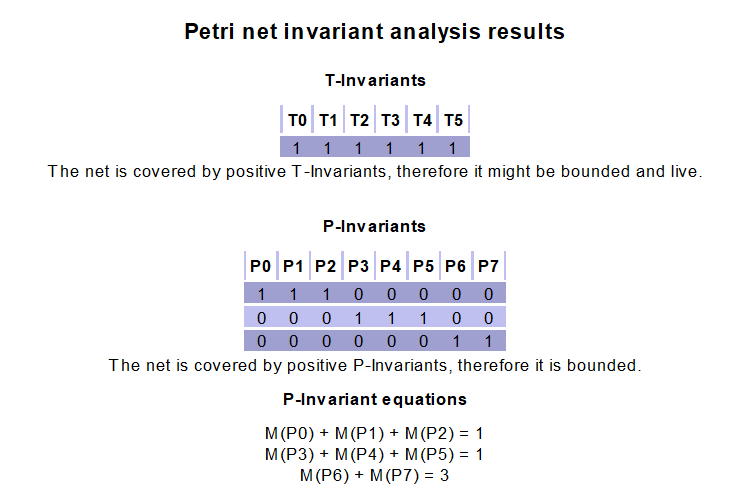 Petri net invariant analysis results
T-Invariants
T0 T1 T2 T3 T4 T5
1 1 1 1 1 1
The net is covered by positive T-Invariants, therefore it might be bounded and live.
P-Invariants
P0 P1 P2 P3 P4 P5 P6 P7
1 1 1 0 0 0 0 0
0 0 0 1 1 1 0 0
0 0 0 0 0 0 1 1
The net is covered by positive P-Invariants, therefore it is bounded.
P-Invariant equations
M(P0) + M(P1) + M(P2) = 1
M(P3) + M(P4) + M(P5) = 1
M(P6) + M(P7) = 3